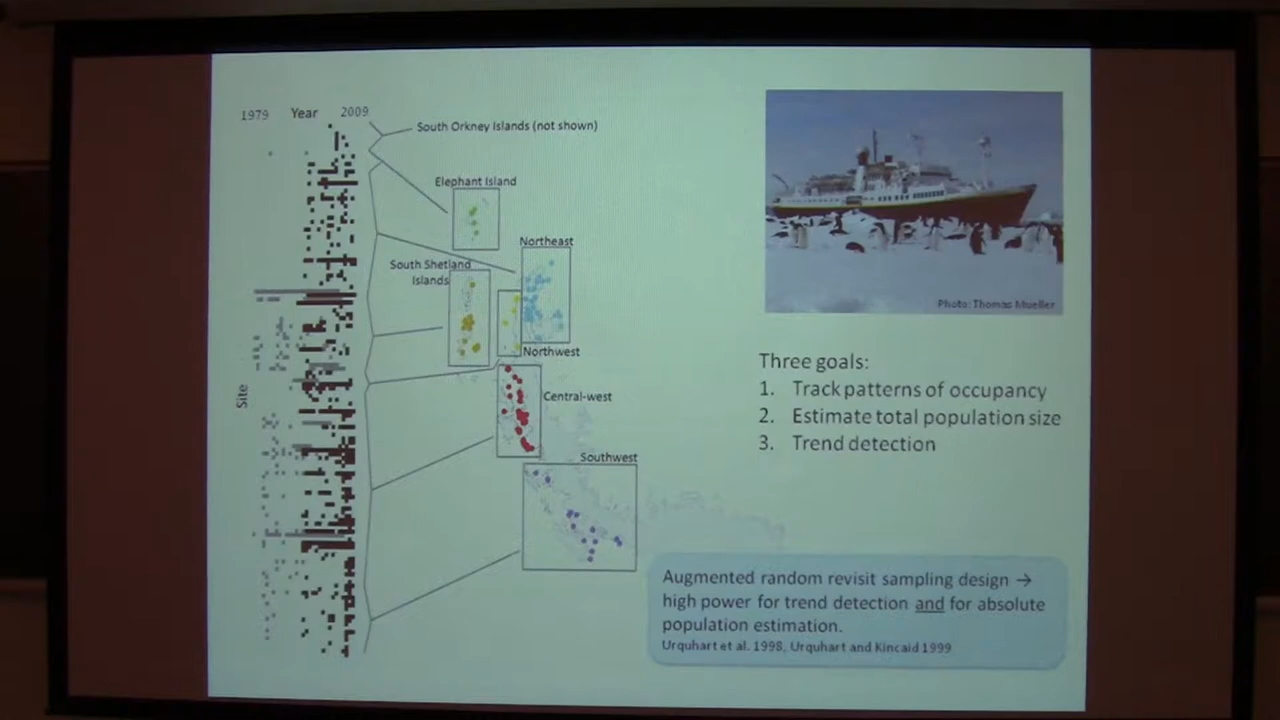 1979 Year 2009
South Orkney Islands (not shown)
Elephant Island
Northeast
South Shetland
Islands
Northwest
Site
Central-west
Southwest
Photo: Thomas Mueller
Three goals:
1. Track patterns of occupancy
2. Estimate total population size
3. Trend detection
Augmented random revisit sampling design →
high power for trend detection and for absolute
population estimation.
Urquhart et al. 1998, Urquhart and Kincaid 1999